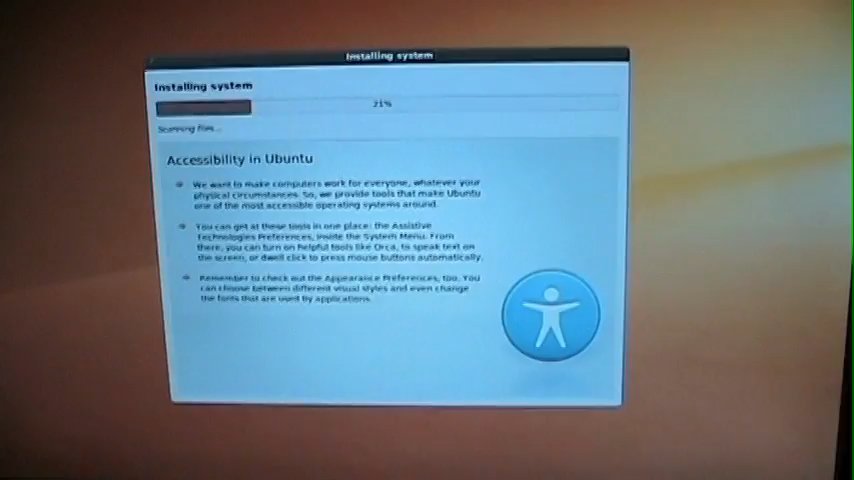 Installing system
Installing system
21%
Scanning files...
Accessibility in Ubuntu
We want to make computers work for everyone, whatever your
physical circumstances. So, we provide tools that make Ubuntu
one of the most accessible operating systems around.
You can get at these tools in one place: the Assistive
Technologies Preferences, inside the System Menu. From
there, you can turn on helpful tools like Orca, to speak text on
the screen, or dwell click to press mouse buttons automatically.
Remember to check out the Appearance Preferences, too. You
can choose between different visual styles and even change
the fonts that are used by applications.